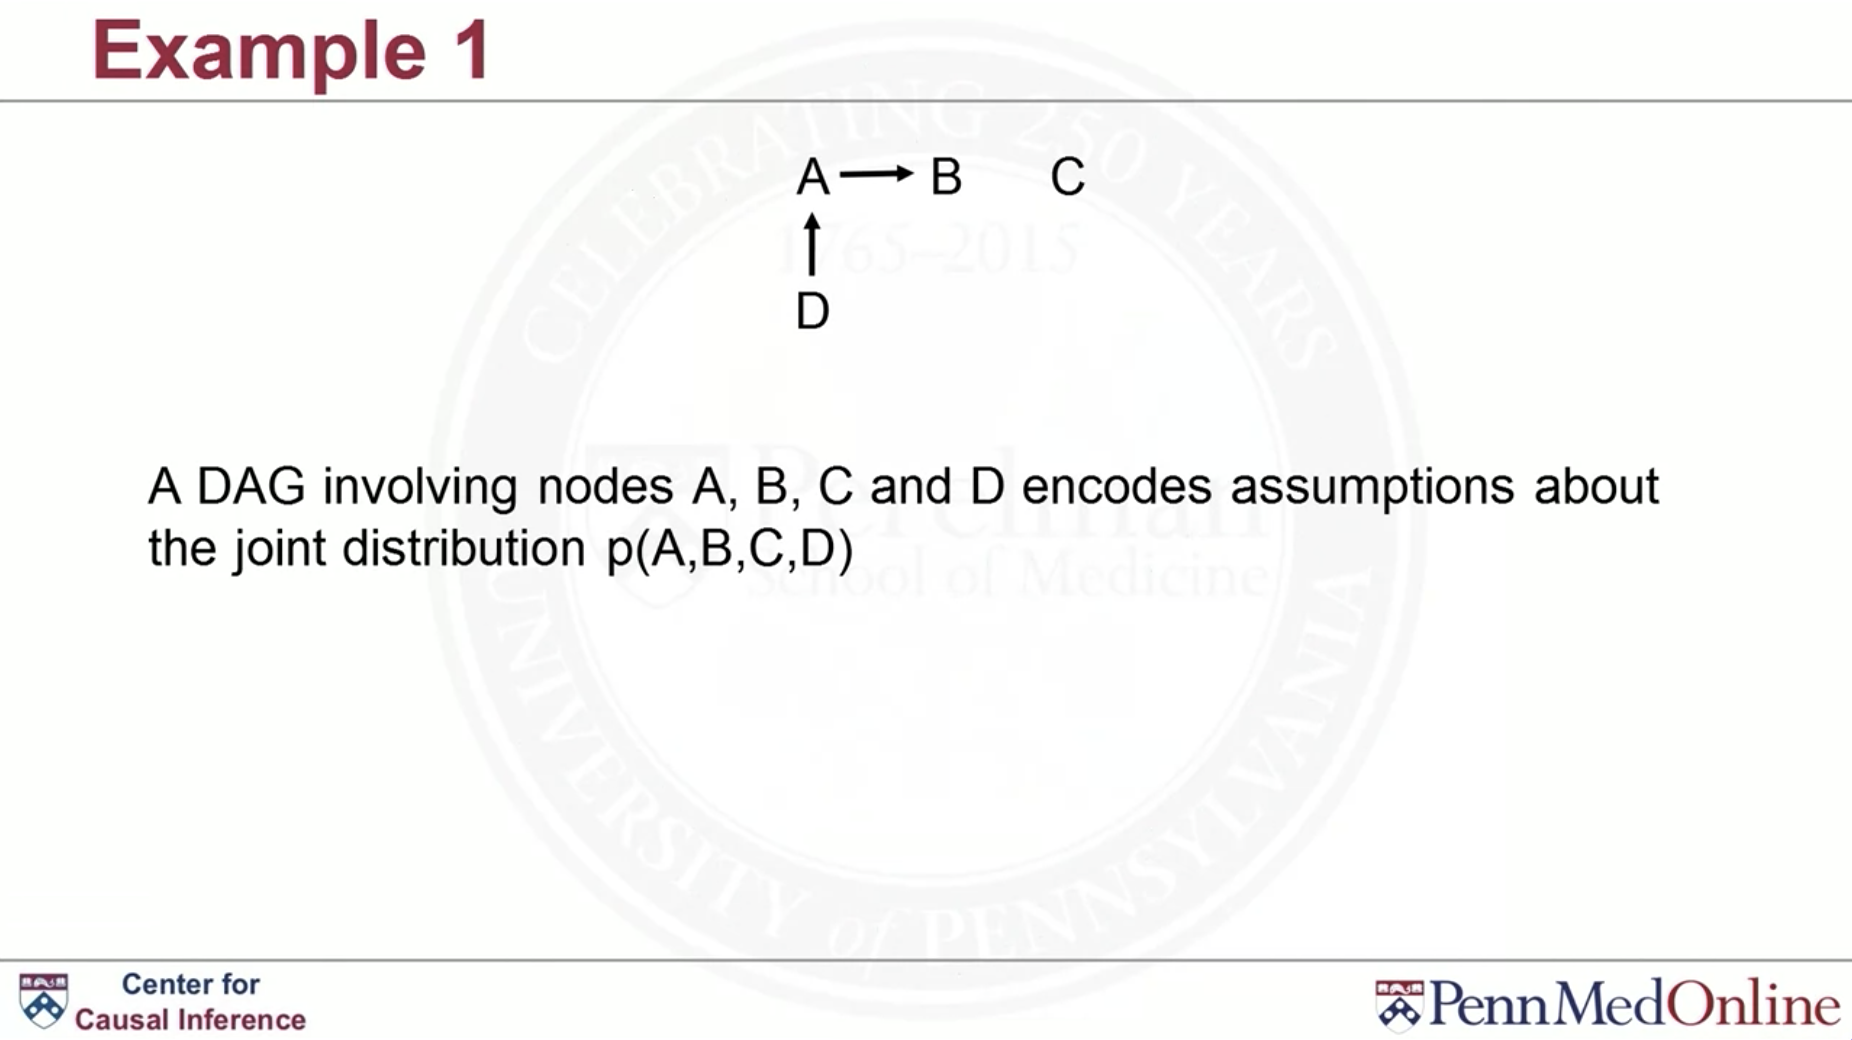 Example 1
A B C
D
A DAG involving nodes A, B, C and D encodes assumptions about
the joint distribution p(A,B,C,D)
CELEBRATING 250 YEARS
1765–2015
Perelman
School of Medicine
UNIVERSITY of PENNSYLVANIA
Center for
Causal Inference
PennMedOnline